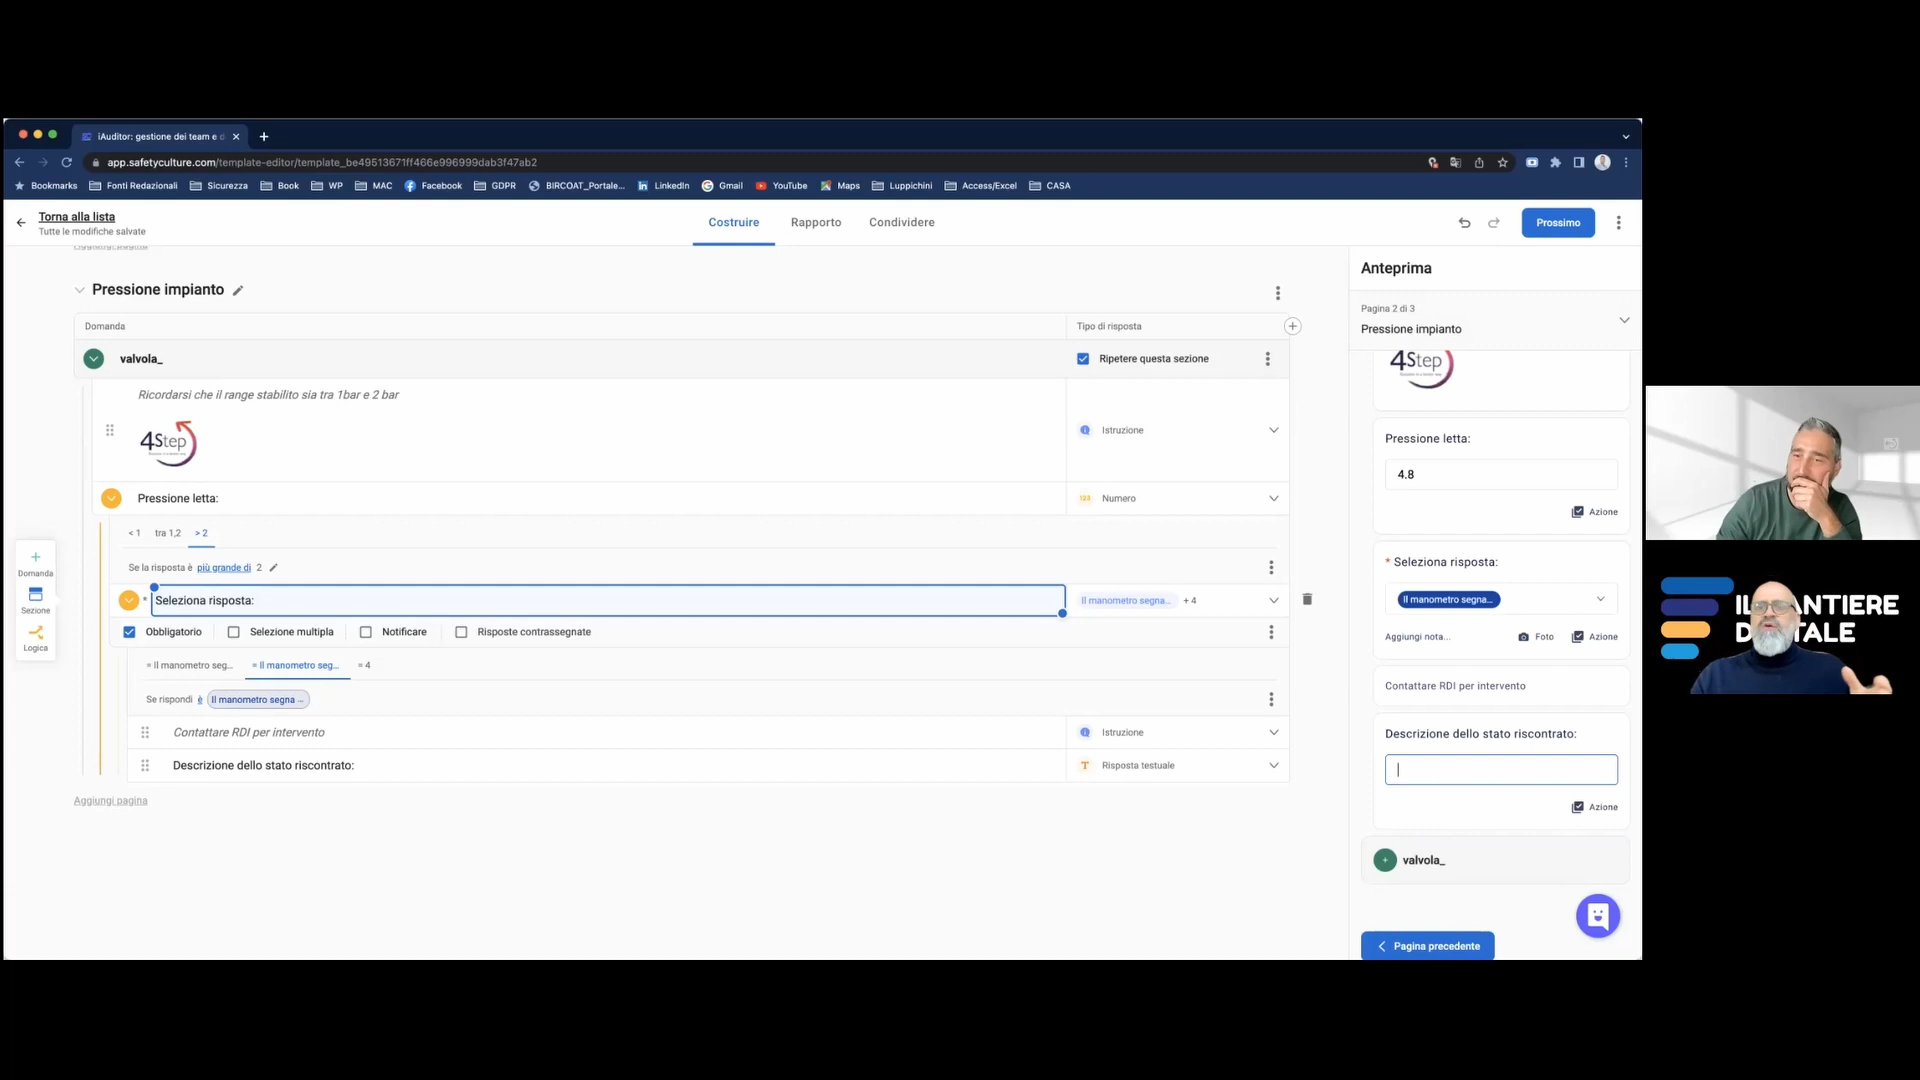 iAuditor: gestione dei team e d
app.safetyculture.com/template-editor/template_be49513671ff466e996999dab3f47ab2
Bookmarks Fonti Redazionali Sicurezza Book WP MAC Facebook GDPR BIRCOAT_Portale... LinkedIn Gmail YouTube Maps Luppichini Access/Excel CASA
Torna alla lista
Tutte le modifiche salvate
Costruire Rapporto Condividere
Prossimo
Aggiungi pagina
Pressione impianto
Domanda Tipo di risposta
valvola_ Ripetere questa sezione
Ricordarsi che il range stabilito sia tra 1bar e 2 bar
4Step
Istruzione
Pressione letta: 123 Numero
< 1 tra 1,2 > 2
Se la risposta è più grande di 2
* Seleziona risposta: Il manometro segna... + 4
Obbligatorio Selezione multipla Notificare Risposte contrassegnate
= Il manometro seg... = Il manometro seg... = 4
Se rispondi è Il manometro segna ...
Contattare RDI per intervento Istruzione
Descrizione dello stato riscontrato: T Risposta testuale
Aggiungi pagina
Domanda
Sezione
Logica
Anteprima
Pagina 2 di 3
Pressione impianto
4Step
Pressione letta:
4.8
Azione
* Seleziona risposta:
Il manometro segna...
Aggiungi nota... Foto Azione
Contattare RDI per intervento
Descrizione dello stato riscontrato:
Azione
valvola_
Pagina precedente
IL ANTIERE
D TALE